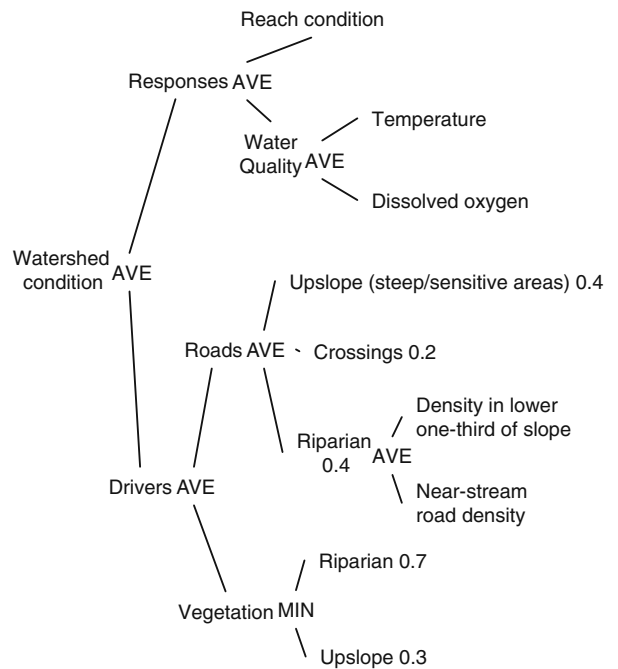 Reach condition
Responses AVE
Temperature
Water
Quality AVE
Dissolved oxygen
Watershed
condition AVE
Upslope (steep/sensitive areas) 0.4
Roads AVE
Crossings 0.2
Density in lower
one-third of slope
Riparian
0.4 AVE
Near-stream
road density
Drivers AVE
Riparian 0.7
Vegetation MIN
Upslope 0.3